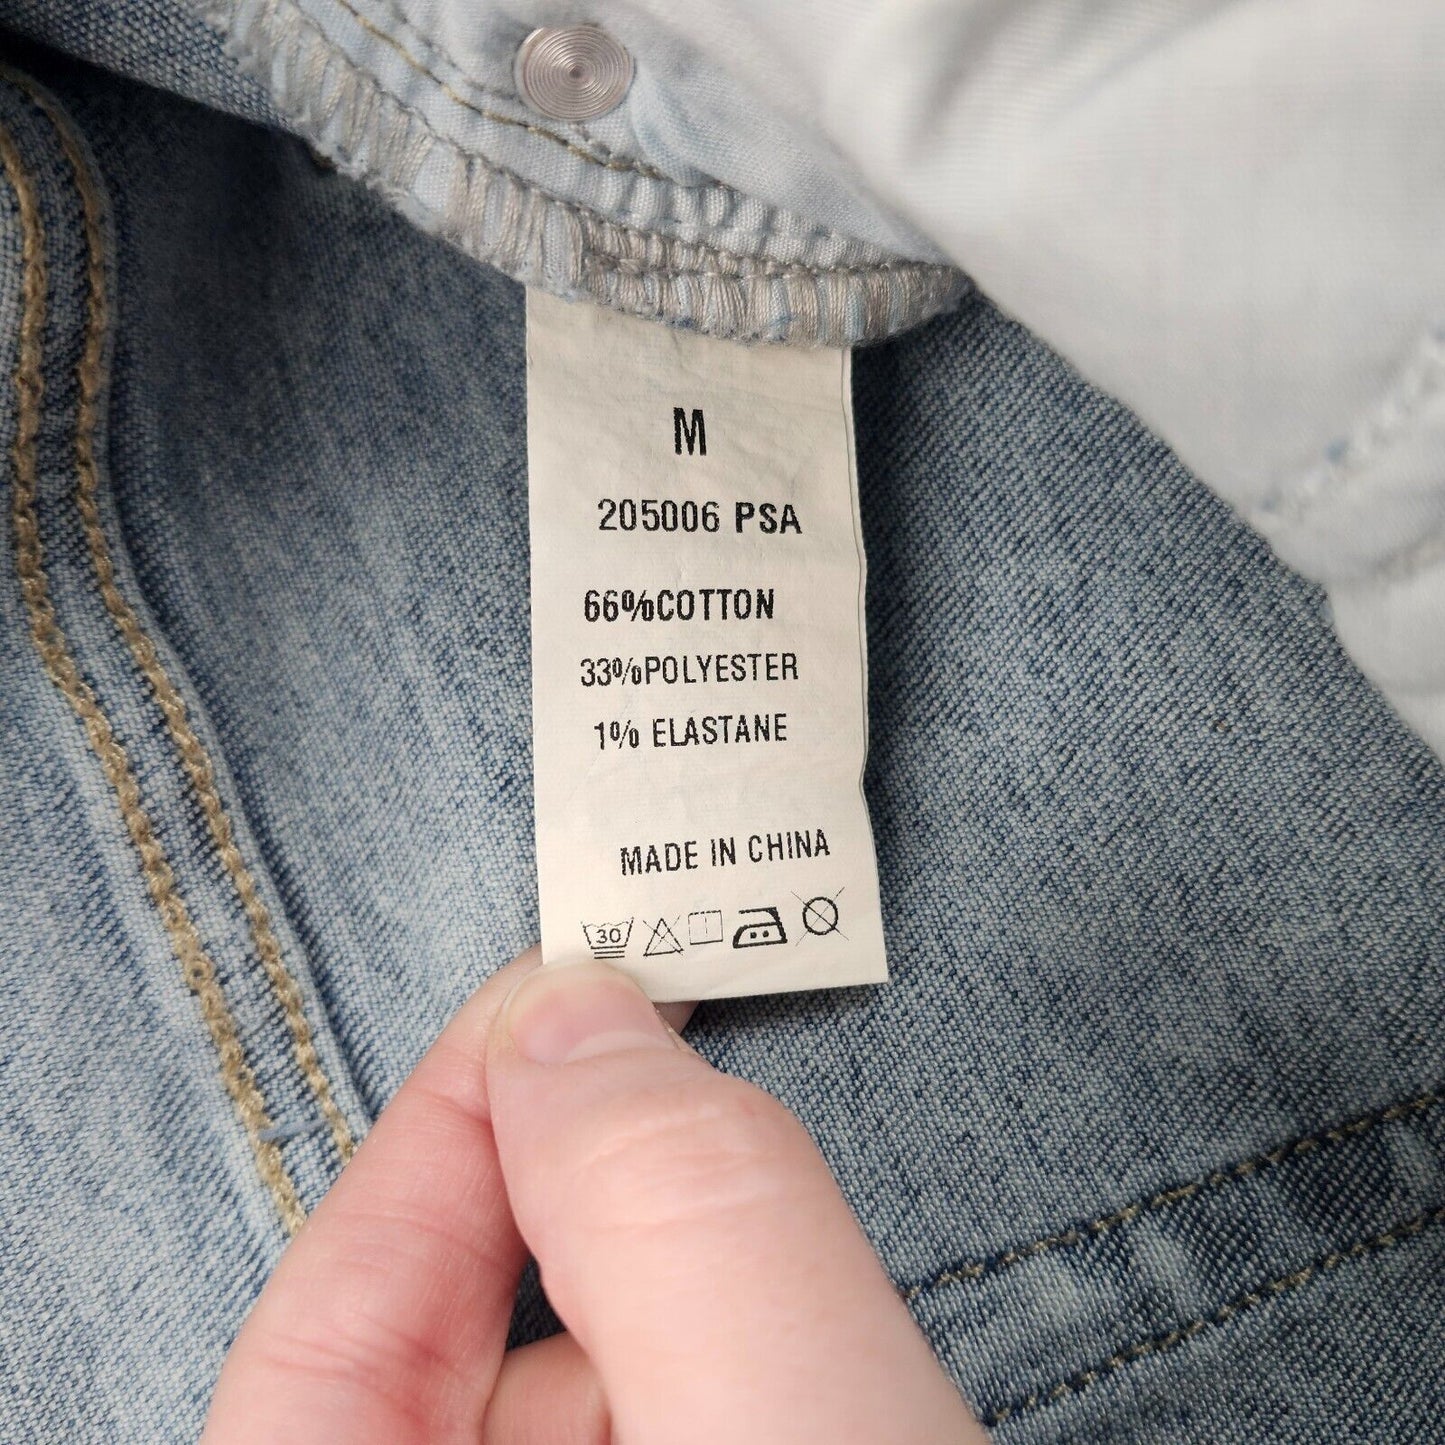 M
205006 PSA
66%COTTON
33%POLYESTER
1% ELASTANE
MADE IN CHINA
30